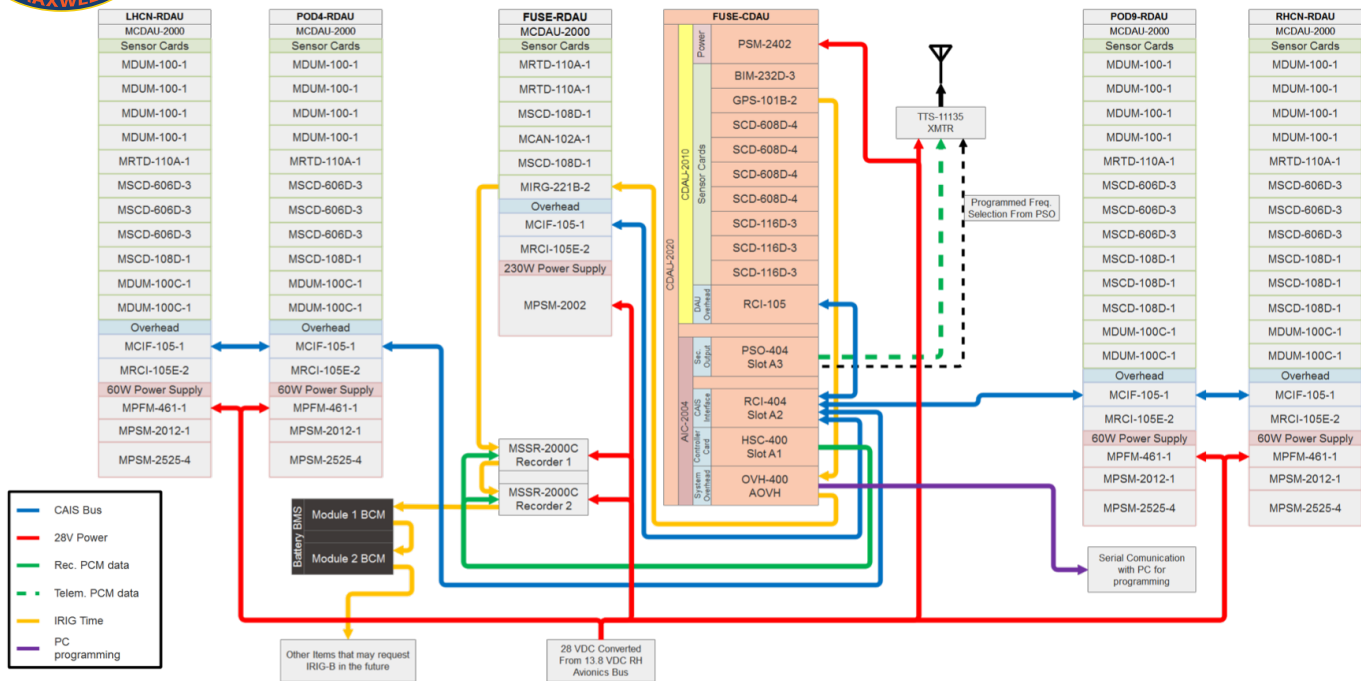 MAXWELL
LHCN-RDAU
MCDAU-2000
Sensor Cards
MDUM-100-1
MDUM-100-1
MDUM-100-1
MDUM-100-1
MRTD-110A-1
MSCD-606D-3
MSCD-606D-3
MSCD-606D-3
MSCD-108D-1
MDUM-100C-1
MDUM-100C-1
Overhead
MCIF-105-1
MRCI-105E-2
60W Power Supply
MPFM-461-1
MPSM-2012-1
MPSM-2525-4
POD4-RDAU
MCDAU-2000
Sensor Cards
MDUM-100-1
MDUM-100-1
MDUM-100-1
MDUM-100-1
MRTD-110A-1
MSCD-606D-3
MSCD-606D-3
MSCD-606D-3
MSCD-108D-1
MDUM-100C-1
MDUM-100C-1
Overhead
MCIF-105-1
MRCI-105E-2
60W Power Supply
MPFM-461-1
MPSM-2012-1
MPSM-2525-4
FUSE-RDAU
MCDAU-2000
Sensor Cards
MRTD-110A-1
MRTD-110A-1
MSCD-108D-1
MCAN-102A-1
MSCD-108D-1
MIRG-221B-2
Overhead
MCIF-105-1
MRCI-105E-2
230W Power Supply
MPSM-2002
MSSR-2000C
Recorder 1
MSSR-2000C
Recorder 2
FUSE-CDAU
CDAU-2020
CDAU-2010
Power
PSM-2402
Sensor Cards
BIM-232D-3
GPS-101B-2
SCD-608D-4
SCD-608D-4
SCD-608D-4
SCD-608D-4
SCD-608D-4
SCD-116D-3
SCD-116D-3
SCD-116D-3
DAU
Overhead
RCI-105
AIC-2004
Sec.
Output
PSO-404
Slot A3
CAIS
Interface
RCI-404
Slot A2
Controller
Card
HSC-400
Slot A1
System
Overhead
OVH-400
AOVH
TTS-11135
XMTR
Programmed Freq.
Selection From PSO
POD9-RDAU
MCDAU-2000
Sensor Cards
MDUM-100-1
MDUM-100-1
MDUM-100-1
MDUM-100-1
MRTD-110A-1
MSCD-606D-3
MSCD-606D-3
MSCD-606D-3
MSCD-108D-1
MSCD-108D-1
MSCD-108D-1
MDUM-100C-1
MDUM-100C-1
Overhead
MCIF-105-1
MRCI-105E-2
60W Power Supply
MPFM-461-1
MPSM-2012-1
MPSM-2525-4
RHCN-RDAU
MCDAU-2000
Sensor Cards
MDUM-100-1
MDUM-100-1
MDUM-100-1
MDUM-100-1
MRTD-110A-1
MSCD-606D-3
MSCD-606D-3
MSCD-606D-3
MSCD-108D-1
MSCD-108D-1
MSCD-108D-1
MDUM-100C-1
MDUM-100C-1
Overhead
MCIF-105-1
MRCI-105E-2
60W Power Supply
MPFM-461-1
MPSM-2012-1
MPSM-2525-4
CAIS Bus
28V Power
Rec. PCM data
Telem. PCM data
IRIG Time
PC
programming
Battery BMS
Module 1 BCM
Module 2 BCM
Other Items that may request
IRIG-B in the future
28 VDC Converted
From 13.8 VDC RH
Avionics Bus
Serial Comunication
with PC for
programming